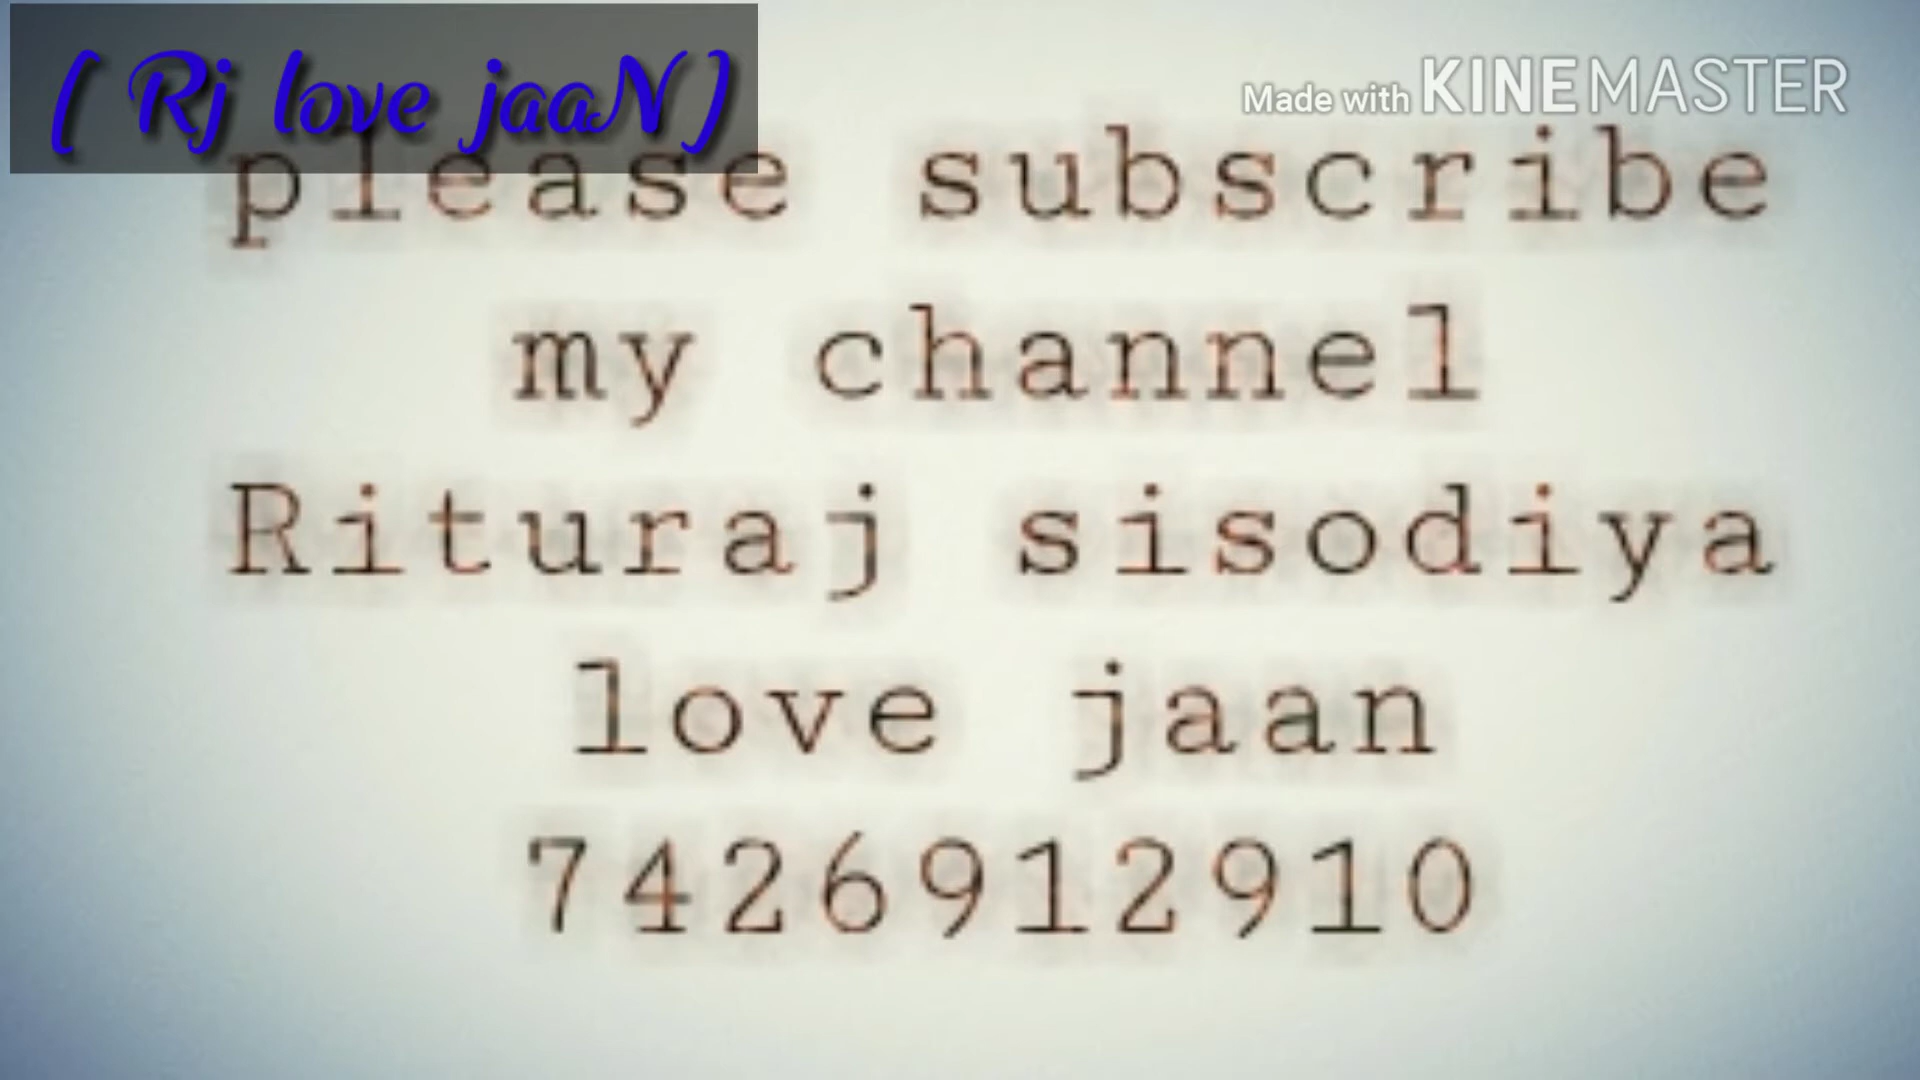 ( Rj love jaaN )
Made with KINEMASTER
please subscribe
my channel
Rituraj sisodiya
love jaan
7426912910